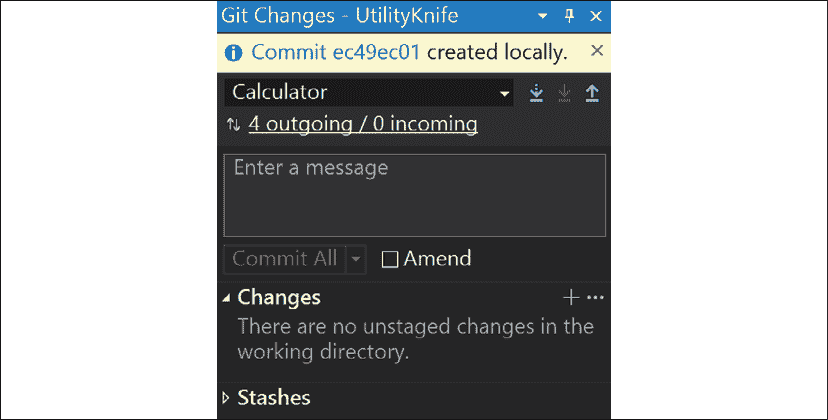 Git Changes - UtilityKnife
Commit ec49ec01 created locally.
Calculator
4 outgoing / 0 incoming
Enter a message
Commit All
Amend
Changes
There are no unstaged changes in the
working directory.
Stashes